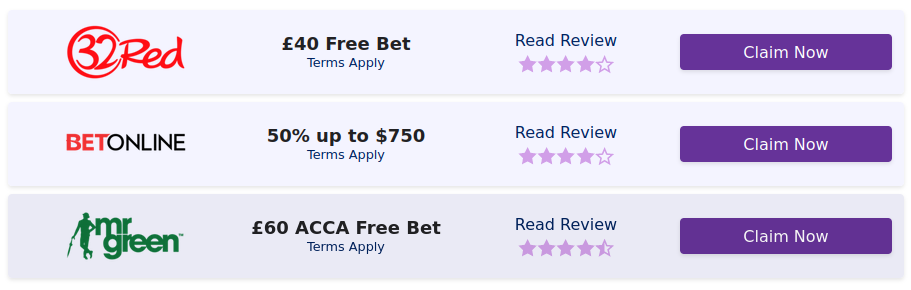 32Red
£40 Free Bet
Terms Apply
Read Review
Claim Now
BETONLINE
50% up to $750
Terms Apply
Read Review
Claim Now
mr green™
£60 ACCA Free Bet
Terms Apply
Read Review
Claim Now